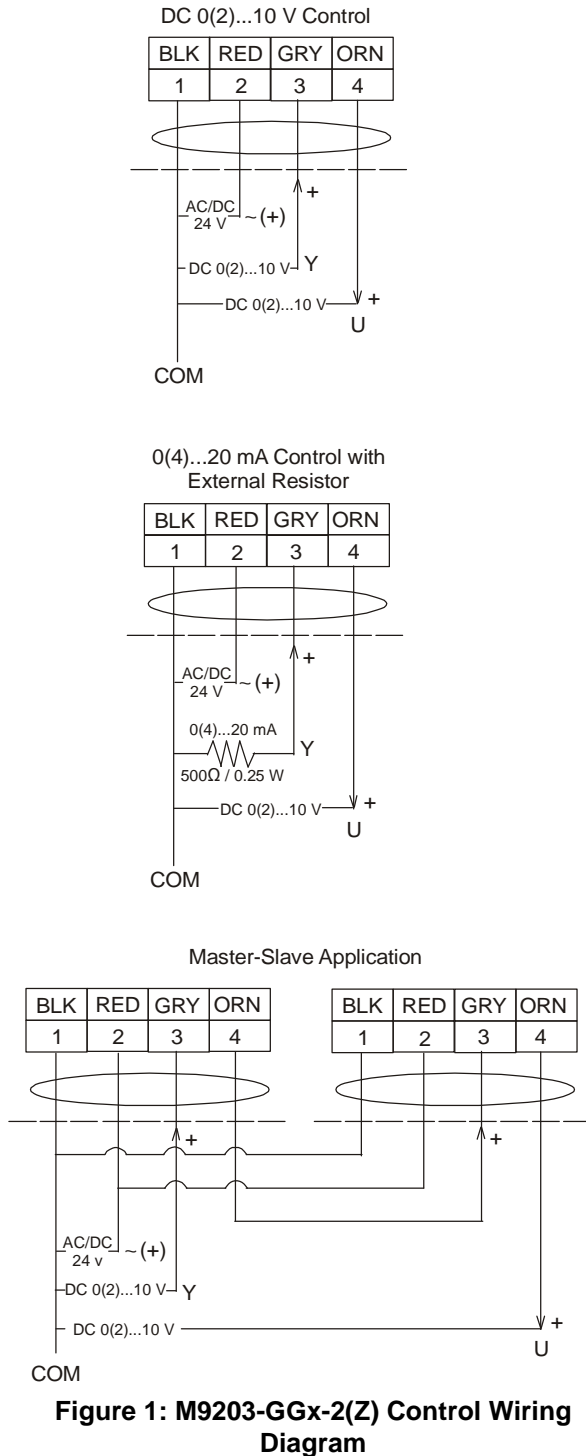 DC 0(2)...10 V Control
BLK RED GRY ORN
1 2 3 4
+
AC/DC
24 V ~ (+)
DC 0(2)...10 V Y
DC 0(2)...10 V +
U
COM
0(4)...20 mA Control with
External Resistor
BLK RED GRY ORN
1 2 3 4
+
AC/DC
24 V ~ (+)
0(4)...20 mA
Y
500Ω / 0.25 W
DC 0(2)...10 V +
U
COM
Master-Slave Application
BLK RED GRY ORN BLK RED GRY ORN
1 2 3 4 1 2 3 4
+ +
AC/DC
24 v ~ (+)
DC 0(2)...10 V Y
DC 0(2)...10 V +
U
COM
Figure 1: M9203-GGx-2(Z) Control Wiring
Diagram